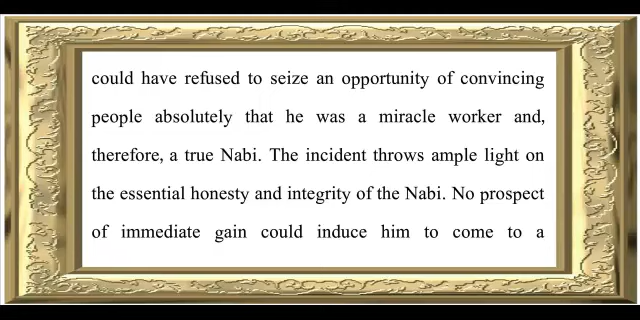 could have refused to seize an opportunity of convincing
people absolutely that he was a miracle worker and,
therefore, a true Nabi. The incident throws ample light on
the essential honesty and integrity of the Nabi. No prospect
of immediate gain could induce him to come to a